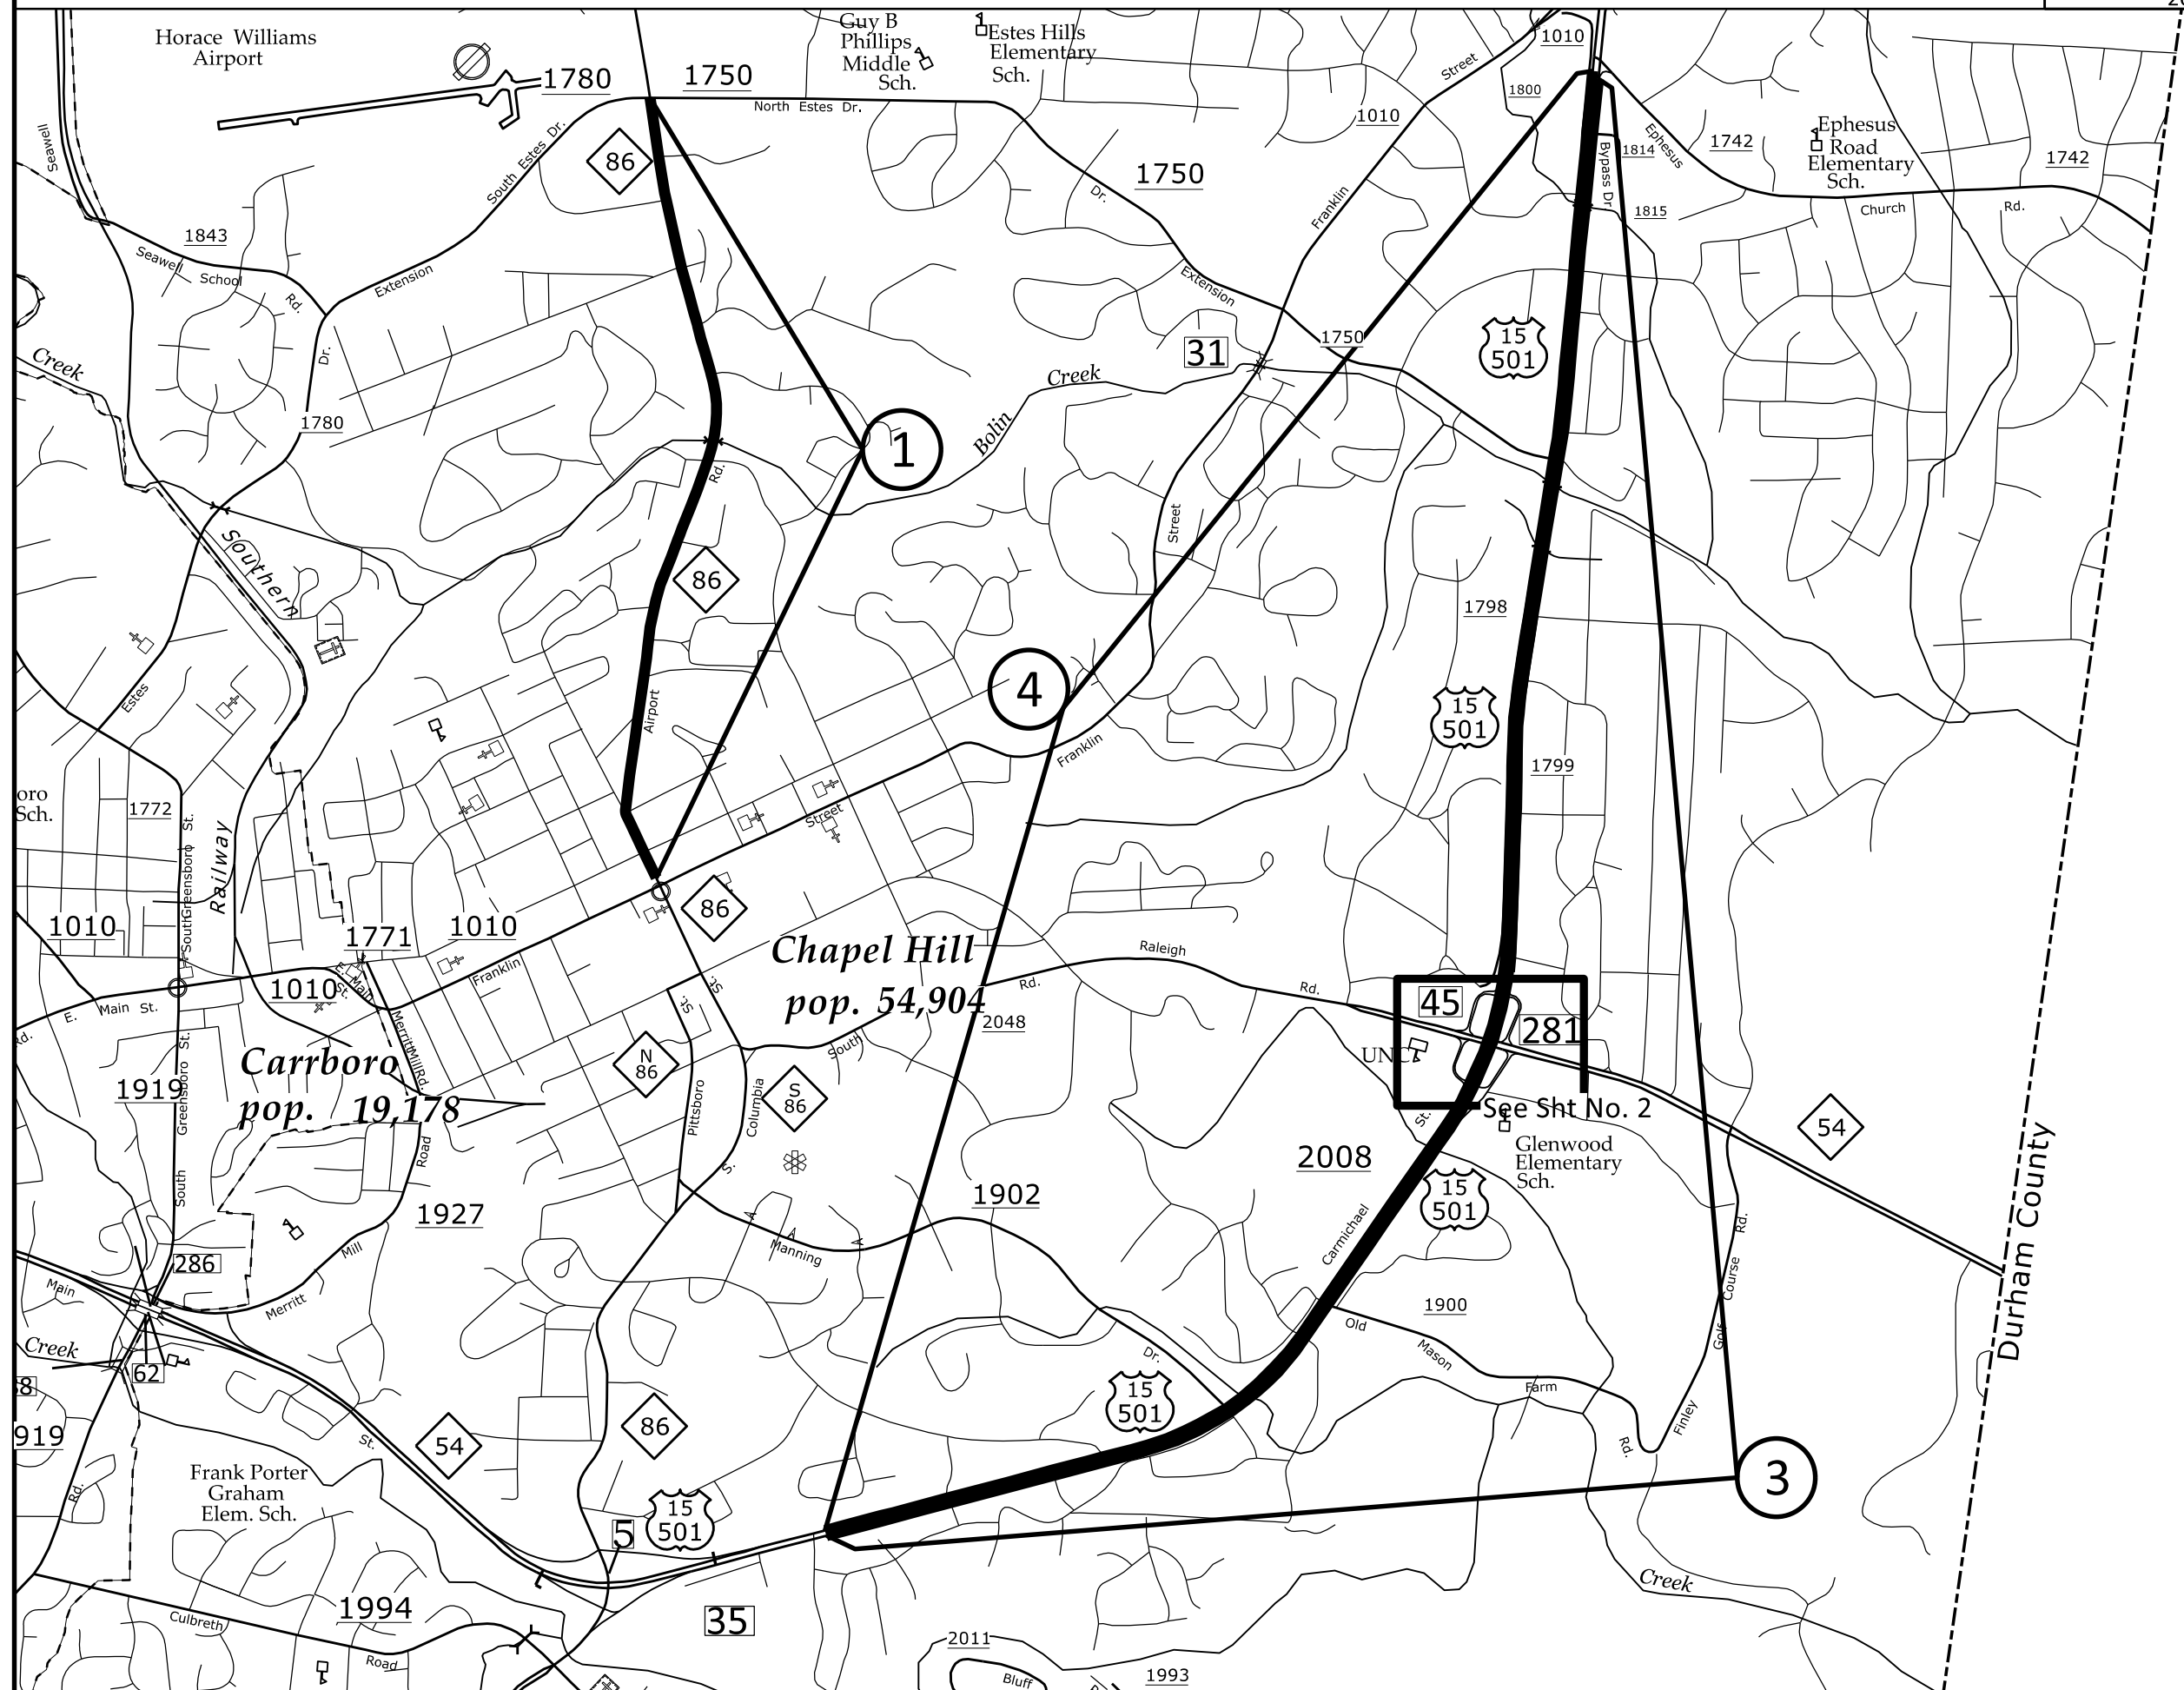 Horace Williams
Airport
1780
1750
Guy B
Phillips
Middle
Sch.
Estes Hills
Elementary
Sch.
North Estes Dr.
South Estes Dr.
86
Seawell
1843
Seawell School Rd.
Extension
Dr.
1780
Creek
1750
Dr.
Extension
Street
1010
1010
1800
Franklin
1814
Bypass Dr.
1815
Ephesus
1742
Ephesus
Road
Elementary
Sch.
1742
Church Rd.
31
1750
15
501
Creek
Bolin
1
Rd.
Street
86
Southern
1798
4
15
501
Airport
Franklin
1799
Estes
oro
Sch.
1772
St.
Railway
Street
South
Greensboro
1010
1771
1010
86
Franklin
Chapel Hill
pop. 54,904
Raleigh
Rd.
Rd.
E. Main St.
1010
E. Main
St.
Rd.
St.
St.
2048
South
45
281
UNC
See Sht No. 2
Merritt Mill Rd.
Carrboro
pop. 19,178
1919
St.
Greensboro
South
N
86
S
86
Pittsboro
Columbia
St.
St.
54
Glenwood
Elementary
Sch.
2008
15
501
Road
1927
1902
Manning
Carmichael
Durham County
286
Mill
Merritt
Main
Creek
62
1900
Old
Mason
Farm
Rd.
Finley
Golf
Course
Rd.
Dr.
15
501
919
Rd.
St.
54
86
Frank Porter
Graham
Elem. Sch.
5
15
501
3
1994
Culbreth
Road
35
Creek
2011
Bluff
1993